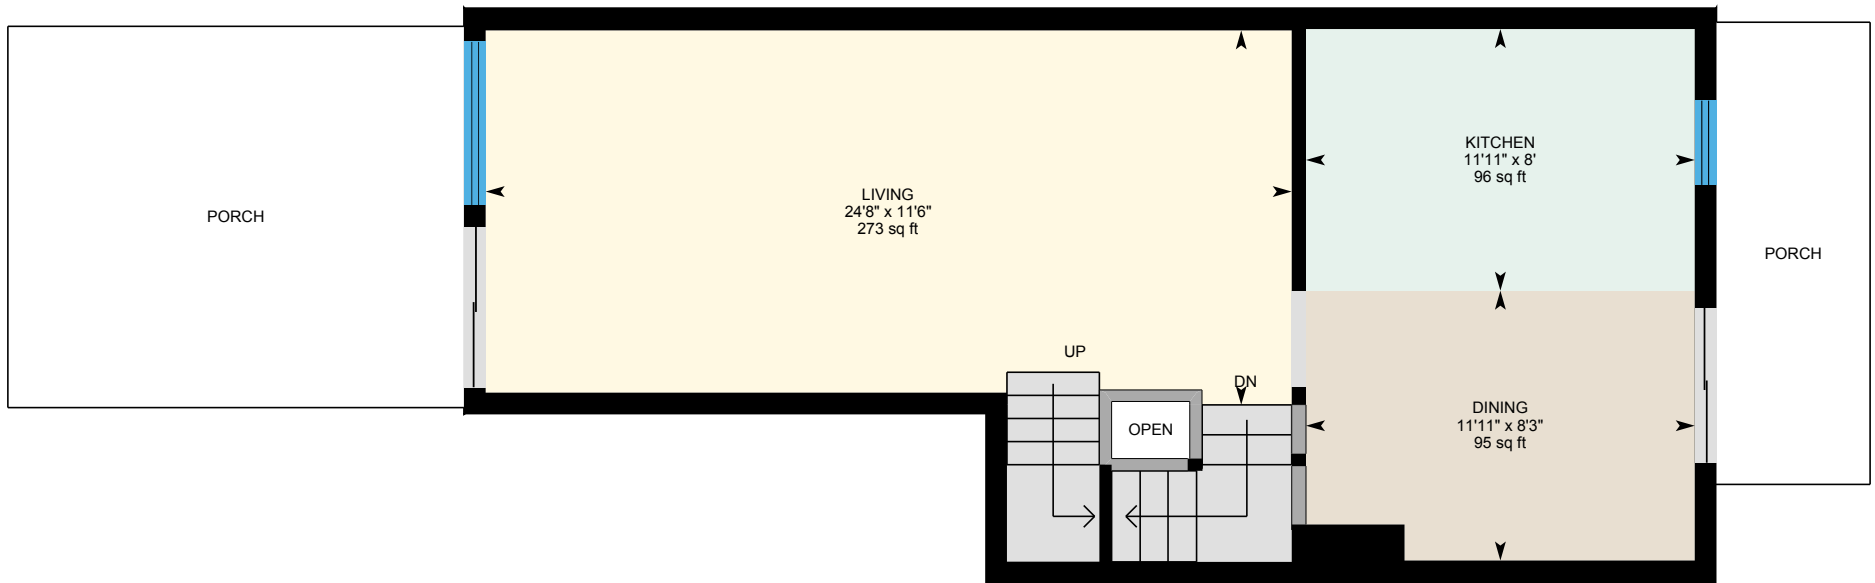 PORCH
LIVING
24'8" x 11'6"
273 sq ft
KITCHEN
11'11" x 8'
96 sq ft
PORCH
UP
DN
OPEN
DINING
11'11" x 8'3"
95 sq ft